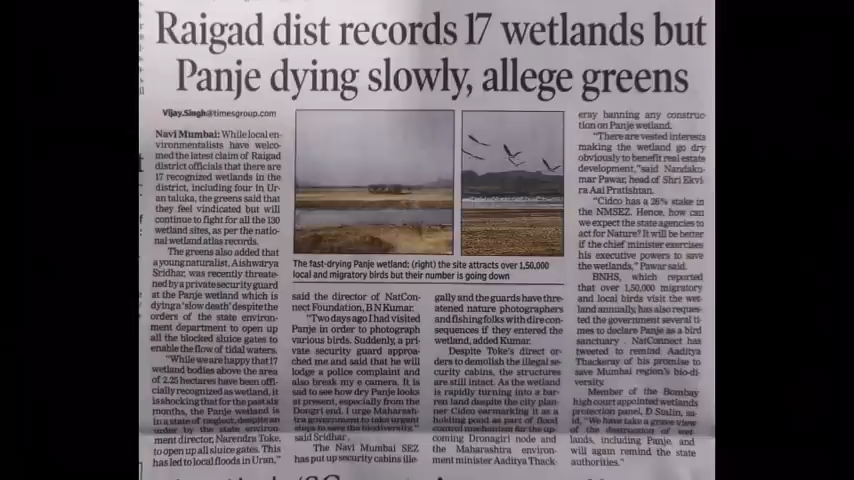 Raigad dist records 17 wetlands but
Panje dying slowly, allege greens
Vijay.Singh@timesgroup.com
Navi Mumbai: While local en-
vironmentalists have welco-
med the latest claim of Raigad
district officials that there are
17 recognized wetlands in the
district, including four in Ur-
an taluka, the greens said that
they feel vindicated but will
continue to fight for all the 130
wetland sites, as per the natio-
nal wetland atlas records.
The greens also added that
a young naturalist, Aishwarya
Sridhar, was recently threate-
ned by a private security guard
at the Panje wetland which is
dying a 'slow death' despite the
orders of the state environ-
ment department to open up
all the blocked sluice gates to
enable the flow of tidal waters.
"While we are happy that 17
wetland bodies above the area
of 2.25 hectares have been offi-
cially recognized as wetland, it
is shocking that for the past six
months, the Panje wetland is
in a state of neglect, despite an
order by the state environ-
ment director, Narendra Toke,
to open up all sluice gates. This
has led to local floods in Uran,"
The fast-drying Panje wetland; (right) the site attracts over 1,50,000
local and migratory birds but their number is going down
said the director of NatCon-
nect Foundation, B N Kumar.
"Two days ago I had visited
Panje in order to photograph
various birds. Suddenly, a pri-
vate security guard approa-
ched me and said that he will
lodge a police complaint and
also break my e camera. It is
sad to see how dry Panje looks
at present, especially from the
Dongri end. I urge Maharash-
tra government to take urgent
steps to save the biodiversity,"
said Sridhar.
The Navi Mumbai SEZ
has put up security cabins ille-
gally and the guards have thre-
atened nature photographers
and fishing folks with dire con-
sequences if they entered the
wetland, added Kumar.
Despite Toke's direct or-
ders to demolish the illegal se-
curity cabins, the structures
are still intact. As the wetland
is rapidly turning into a bar-
ren land despite the city plan-
ner Cidco earmarking it as a
holding pond as part of flood
control mechanism for the up-
coming Dronagiri node and
the Maharashtra environ-
ment minister Aaditya Thack-
eray banning any construc-
tion on Panje wetland.
"There are vested interests
making the wetland go dry
obviously to benefit real estate
development," said Nandaku-
mar Pawar, head of Shri Ekvi-
ra Aai Pratishtan.
"Cidco has a 26% stake in
the NMSEZ. Hence, how can
we expect the state agencies to
act for Nature? It will be better
if the chief minister exercises
his executive powers to save
the wetlands," Pawar said.
BNHS, which reported
that over 1,50,000 migratory
and local birds visit the wet-
land annually, has also reques-
ted the government several ti-
mes to declare Panje as a bird
sanctuary. NatConnect has
tweeted to remind Aaditya
Thackeray of his promise to
save Mumbai region's bio-di-
versity.
Member of the Bombay
high court appointed wetlands
protection panel, D Stalin, sa-
id, "We have take a grave view
of the destruction of wet-
lands, including Panje, and
will again remind the state
authorities."